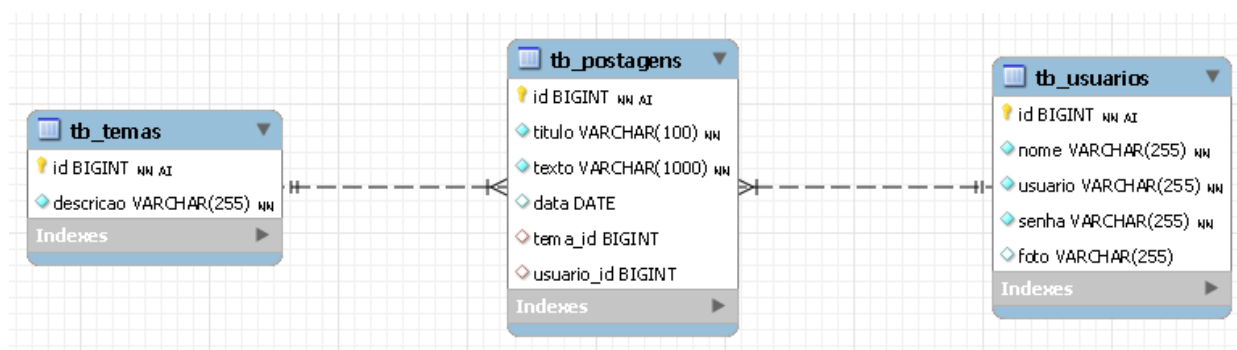 tb_temas
id BIGINT NN AI
descricao VARCHAR(255) NN
Indexes
tb_postagens
id BIGINT NN AI
titulo VARCHAR(100) NN
texto VARCHAR(1000) NN
data DATE
tema_id BIGINT
usuario_id BIGINT
Indexes
tb_usuarios
id BIGINT NN AI
nome VARCHAR(255) NN
usuario VARCHAR(255) NN
senha VARCHAR(255) NN
foto VARCHAR(255)
Indexes